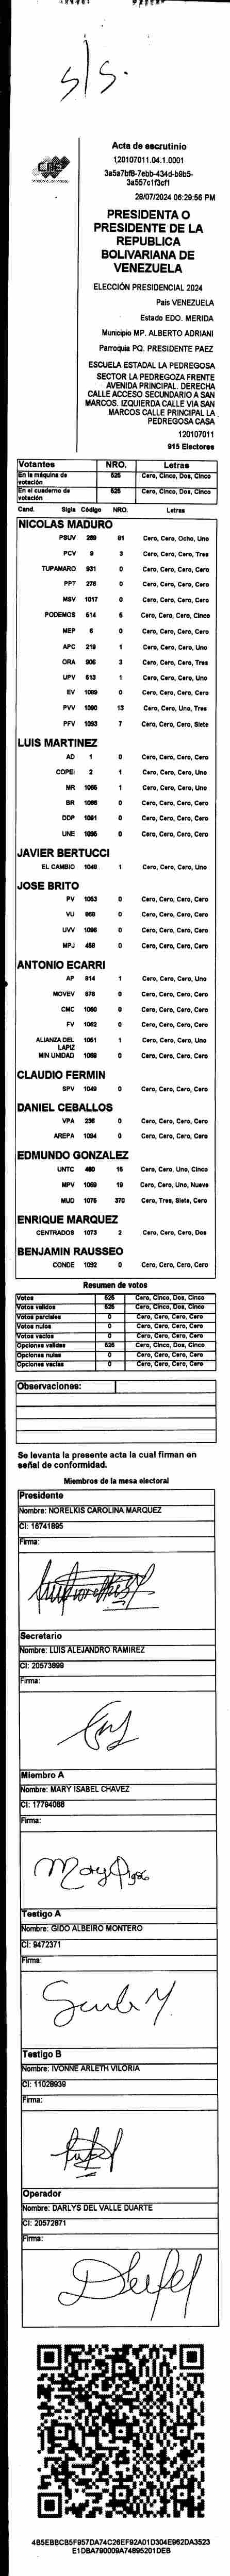 S/S.
CNE
Acta de escrutinio
1,20107011.04.1.0001
3a5a7bf8-7ebb-434d-b9b5-
3a557c1f3cf1
28/07/2024 06:29:56 PM
PRESIDENTA O
PRESIDENTE DE LA
REPUBLICA
BOLIVARIANA DE
VENEZUELA
ELECCIÓN PRESIDENCIAL 2024
Pais VENEZUELA
Estado EDO. MERIDA
Municipio MP. ALBERTO ADRIANI
Parroquia PQ. PRESIDENTE PAEZ
ESCUELA ESTADAL LA PEDREGOSA
SECTOR LA PEDREGOZA FRENTE
AVENIDA PRINCIPAL. DERECHA
CALLE ACCESO SECUNDARIO A SAN
MARCOS. IZQUIERDA CALLE VIA SAN
MARCOS CALLE PRINCIPAL LA
PEDREGOSA CASA
120107011
915 Electores
Votantes NRO. Letras
En la máquina de votación 525 Cero, Cinco, Dos, Cinco
En el cuaderno de votación 525 Cero, Cinco, Dos, Cinco
Cand. Sigla Código NRO. Letras
NICOLAS MADURO
PSUV 269 81 Cero, Cero, Ocho, Uno
PCV 9 3 Cero, Cero, Cero, Tres
TUPAMARO 931 0 Cero, Cero, Cero, Cero
PPT 276 0 Cero, Cero, Cero, Cero
MSV 1017 0 Cero, Cero, Cero, Cero
PODEMOS 514 5 Cero, Cero, Cero, Cinco
MEP 6 0 Cero, Cero, Cero, Cero
APC 219 1 Cero, Cero, Cero, Uno
ORA 906 3 Cero, Cero, Cero, Tres
UPV 513 1 Cero, Cero, Cero, Uno
EV 1089 0 Cero, Cero, Cero, Cero
PVV 1090 13 Cero, Cero, Uno, Tres
PFV 1093 7 Cero, Cero, Cero, Siete
LUIS MARTINEZ
AD 1 0 Cero, Cero, Cero, Cero
COPEI 2 1 Cero, Cero, Cero, Uno
MR 1065 1 Cero, Cero, Cero, Uno
BR 1086 0 Cero, Cero, Cero, Cero
DDP 1091 0 Cero, Cero, Cero, Cero
UNE 1095 0 Cero, Cero, Cero, Cero
JAVIER BERTUCCI
EL CAMBIO 1048 1 Cero, Cero, Cero, Uno
JOSE BRITO
PV 1053 0 Cero, Cero, Cero, Cero
VU 968 0 Cero, Cero, Cero, Cero
UVV 1096 0 Cero, Cero, Cero, Cero
MPJ 458 0 Cero, Cero, Cero, Cero
ANTONIO ECARRI
AP 914 1 Cero, Cero, Cero, Uno
MOVEV 978 0 Cero, Cero, Cero, Cero
CMC 1060 0 Cero, Cero, Cero, Cero
FV 1062 0 Cero, Cero, Cero, Cero
ALIANZA DEL LAPIZ 1051 1 Cero, Cero, Cero, Uno
MIN UNIDAD 1069 0 Cero, Cero, Cero, Cero
CLAUDIO FERMIN
SPV 1049 0 Cero, Cero, Cero, Cero
DANIEL CEBALLOS
VPA 236 0 Cero, Cero, Cero, Cero
AREPA 1094 0 Cero, Cero, Cero, Cero
EDMUNDO GONZALEZ
UNTC 460 15 Cero, Cero, Uno, Cinco
MPV 1069 19 Cero, Cero, Uno, Nueve
MUD 1075 370 Cero, Tres, Siete, Cero
ENRIQUE MARQUEZ
CENTRADOS 1073 2 Cero, Cero, Cero, Dos
BENJAMIN RAUSSEO
CONDE 1092 0 Cero, Cero, Cero, Cero
Resumen de votos
Votos 525 Cero, Cinco, Dos, Cinco
Votos validos 525 Cero, Cinco, Dos, Cinco
Votos parciales 0 Cero, Cero, Cero, Cero
Votos nulos 0 Cero, Cero, Cero, Cero
Votos vacios 0 Cero, Cero, Cero, Cero
Opciones validas 525 Cero, Cinco, Dos, Cinco
Opciones nulas 0 Cero, Cero, Cero, Cero
Opciones vacias 0 Cero, Cero, Cero, Cero
Observaciones:
Se levanta la presente acta la cual firman en
señal de conformidad.
Miembros de la mesa electoral
Presidente
Nombre: NORELKIS CAROLINA MARQUEZ
CI: 16741895
Firma:
Secretario
Nombre: LUIS ALEJANDRO RAMIREZ
CI: 20573899
Firma:
Miembro A
Nombre: MARY ISABEL CHAVEZ
CI: 17794088
Firma:
Testigo A
Nombre: GIDO ALBEIRO MONTERO
CI: 9472371
Firma:
Testigo B
Nombre: IVONNE ARLETH VILORIA
CI: 11028939
Firma:
Operador
Nombre: DARLYS DEL VALLE DUARTE
CI: 20572871
Firma:
4B5EBBCB5F957DA74C26EF92A01D304E962DA3523
E1DBA790009A74895201DEB